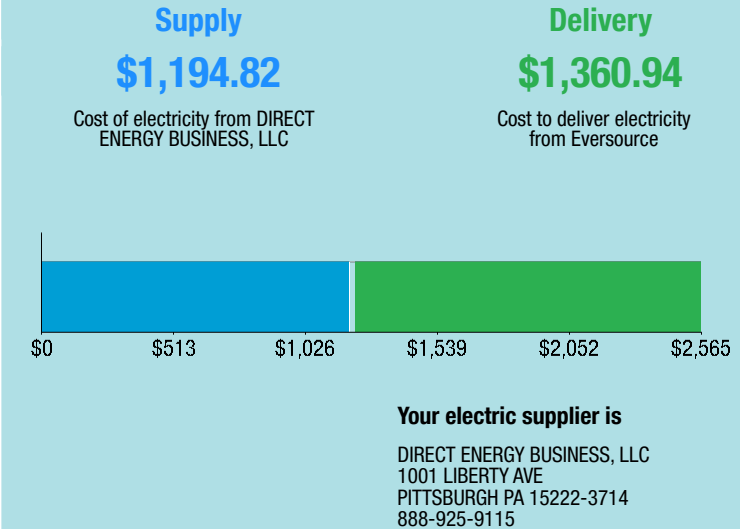 Supply
$1,194.82
Cost of electricity from DIRECT
ENERGY BUSINESS, LLC
Delivery
$1,360.94
Cost to deliver electricity
from Eversource
$0
$513
$1,026
$1,539
$2,052
$2,565
Your electric supplier is
DIRECT ENERGY BUSINESS, LLC
1001 LIBERTY AVE
PITTSBURGH PA 15222-3714
888-925-9115